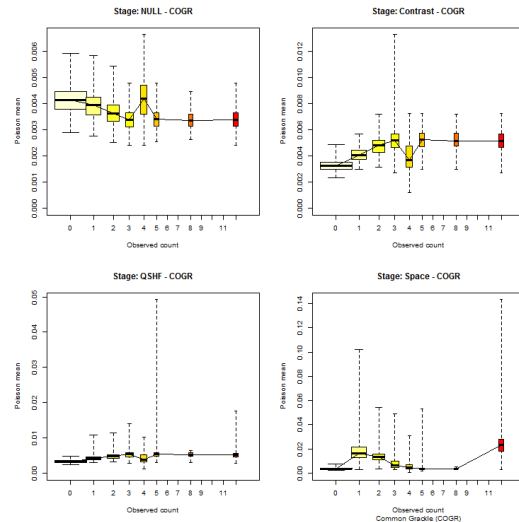 Stage: NULL - COGR
Poisson mean
0.000 0.001 0.002 0.003 0.004 0.005 0.006
0 1 2 3 4 5 6 7 8 9 11
Observed count
Stage: Contrast - COGR
Poisson mean
0.000 0.002 0.004 0.006 0.008 0.010 0.012
0 1 2 3 4 5 6 7 8 9 11
Observed count
Stage: QSHF - COGR
Poisson mean
0.00 0.01 0.02 0.03 0.04 0.05
0 1 2 3 4 5 6 7 8 9 11
Observed count
Stage: Space - COGR
Poisson mean
0.00 0.02 0.04 0.06 0.08 0.10 0.12 0.14
0 1 2 3 4 5 6 7 8 9 11
Observed count
Common Grackle (COGR)